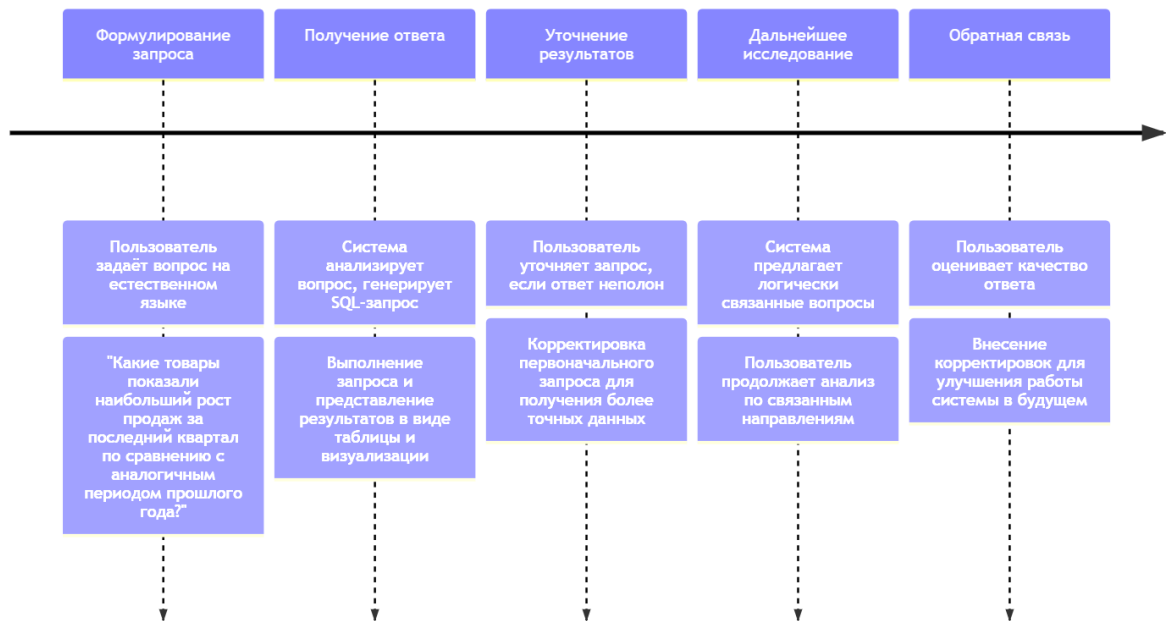 Формулирование
запроса
Получение ответа
Уточнение
результатов
Дальнейшее
исследование
Обратная связь
Пользователь
задаёт вопрос на
естественном
языке
"Какие товары
показали
наибольший рост
продаж за
последний квартал
по сравнению с
аналогичным
периодом прошлого
года?"
Система
анализирует
вопрос, генерирует
SQL-запрос
Выполнение
запроса и
представление
результатов в виде
таблицы и
визуализации
Пользователь
уточняет запрос,
если ответ неполон
Корректировка
первоначального
запроса для
получения более
точных данных
Система
предлагает
логически
связанные вопросы
Пользователь
продолжает анализ
по связанным
направлениям
Пользователь
оценивает качество
ответа
Внесение
корректировок для
улучшения работы
системы в будущем